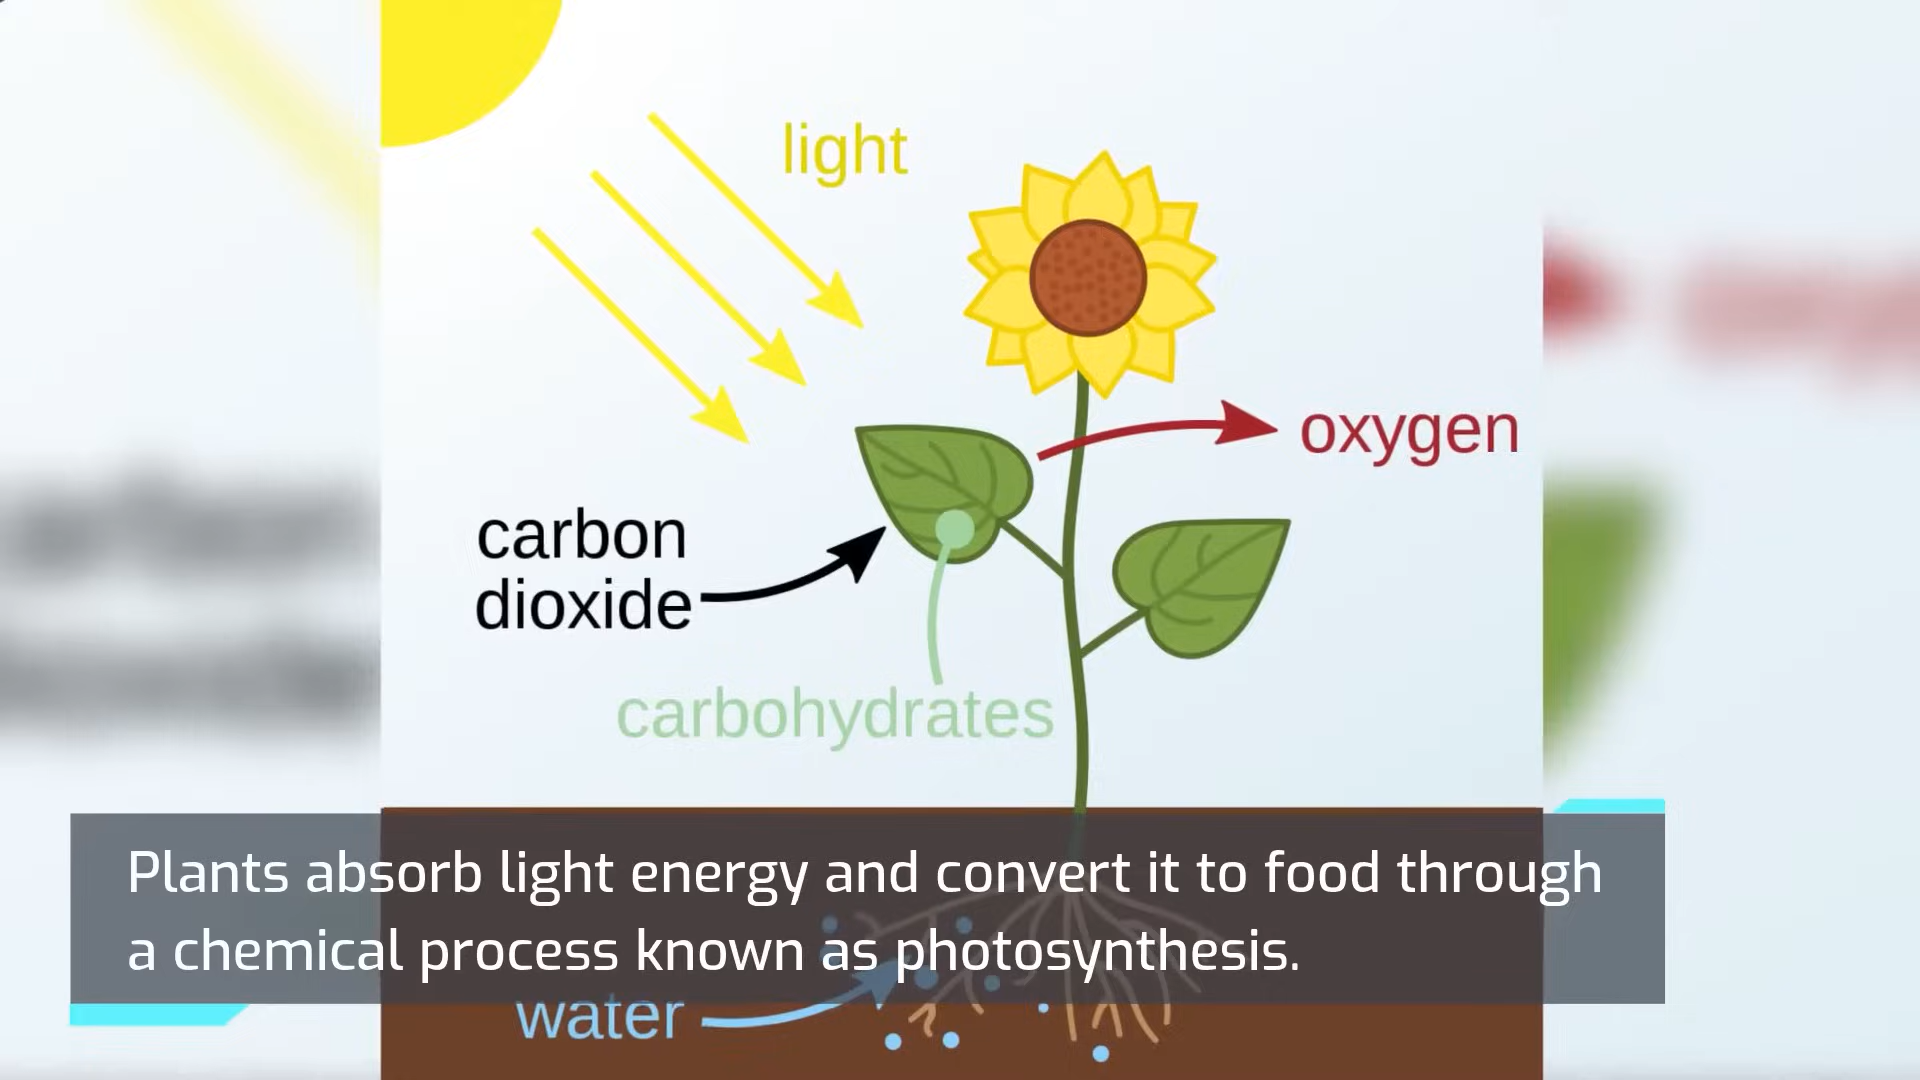 light
oxygen
carbon
dioxide
carbohydrates
Plants absorb light energy and convert it to food through
a chemical process known as photosynthesis.
water